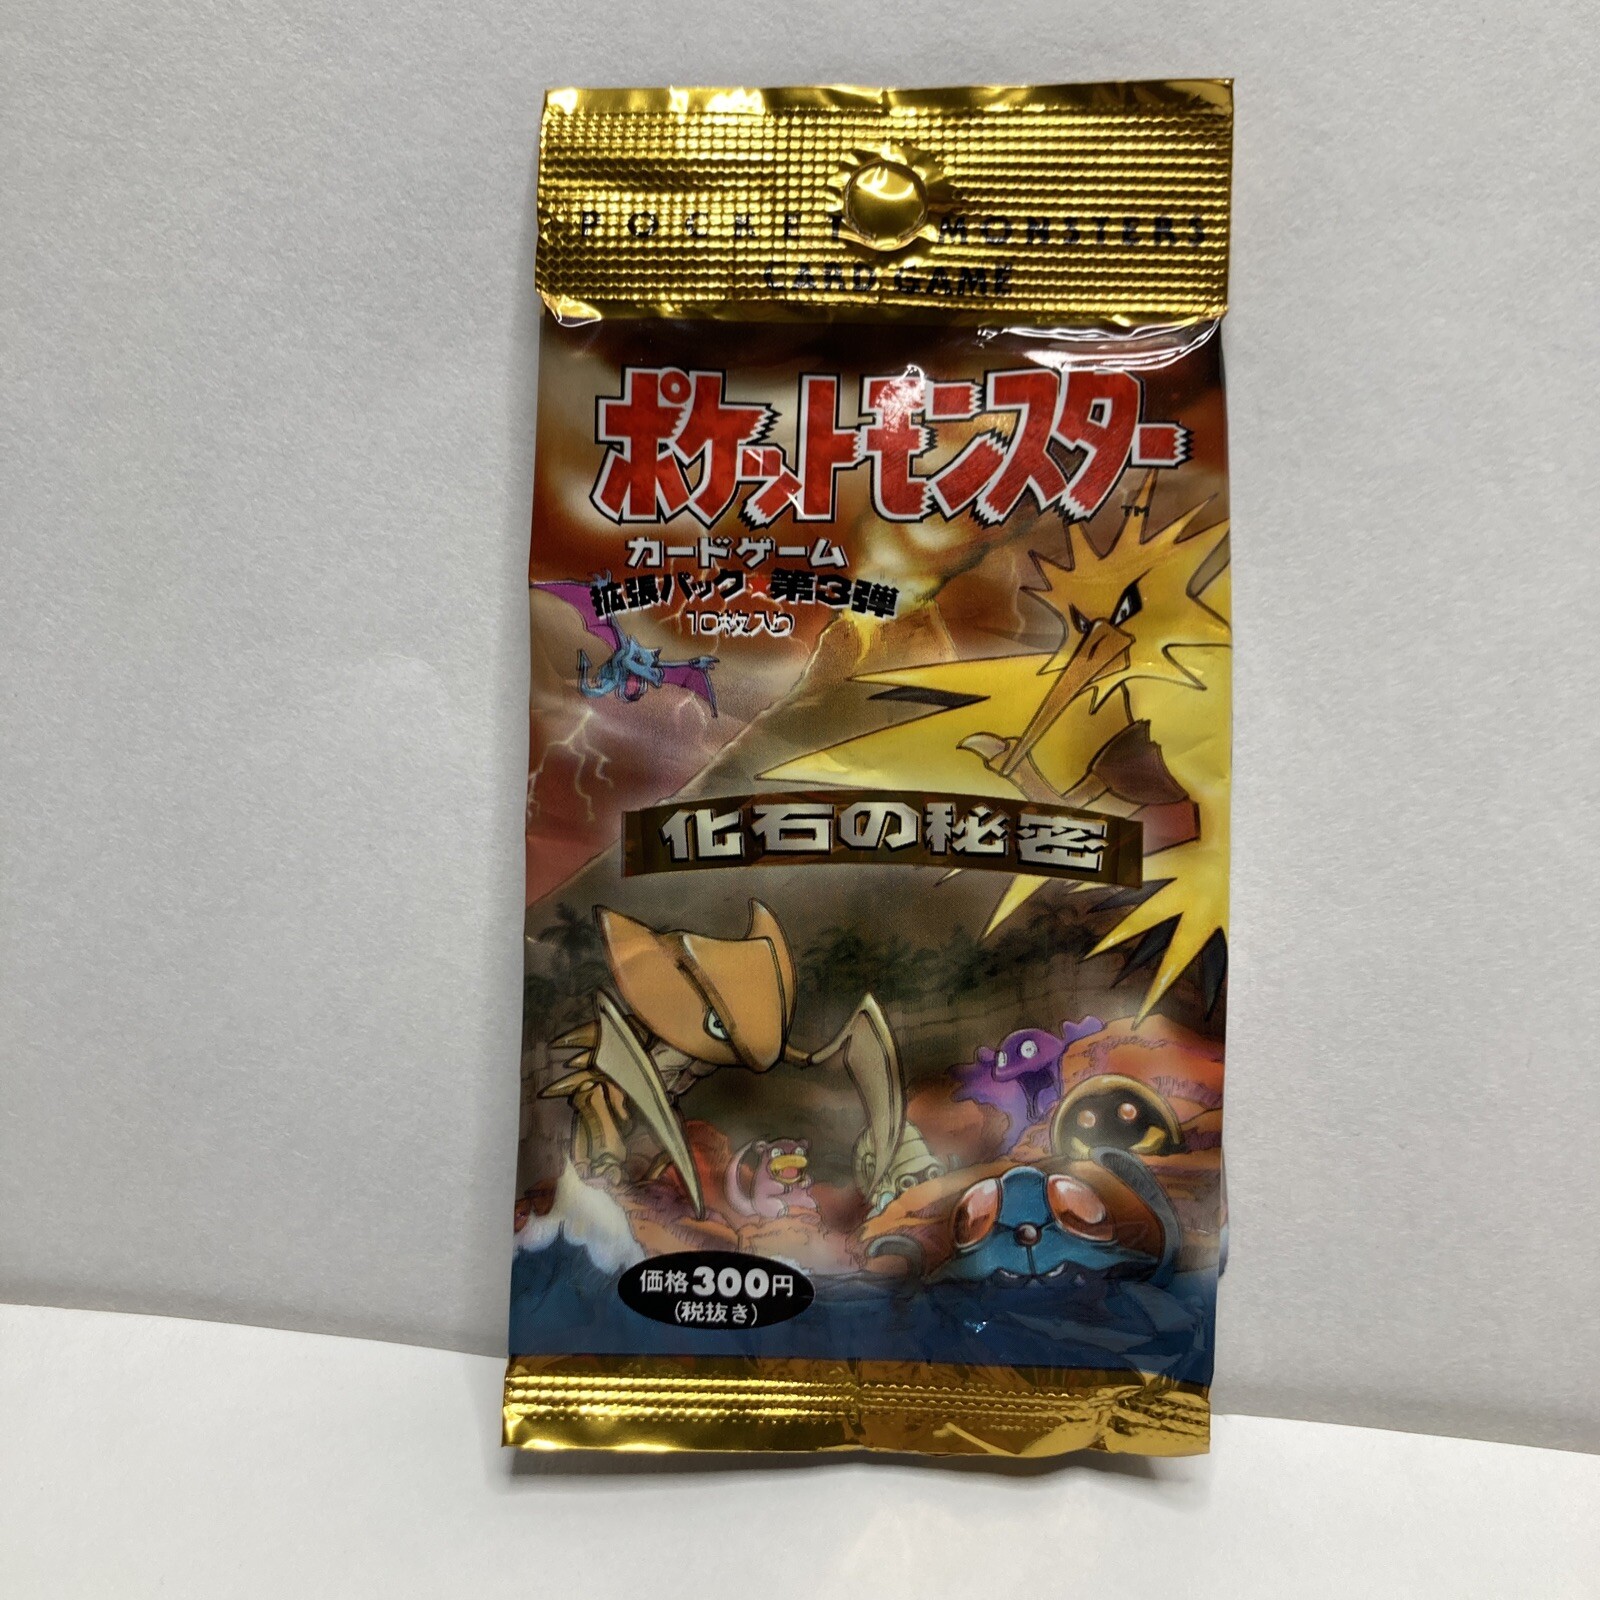 POCKET MONSTERS
CARD GAME
ポケットモンスター
TM
カードゲーム
拡張パック★第3弾
10枚入り
化石の秘密
価格300円
(税抜き)